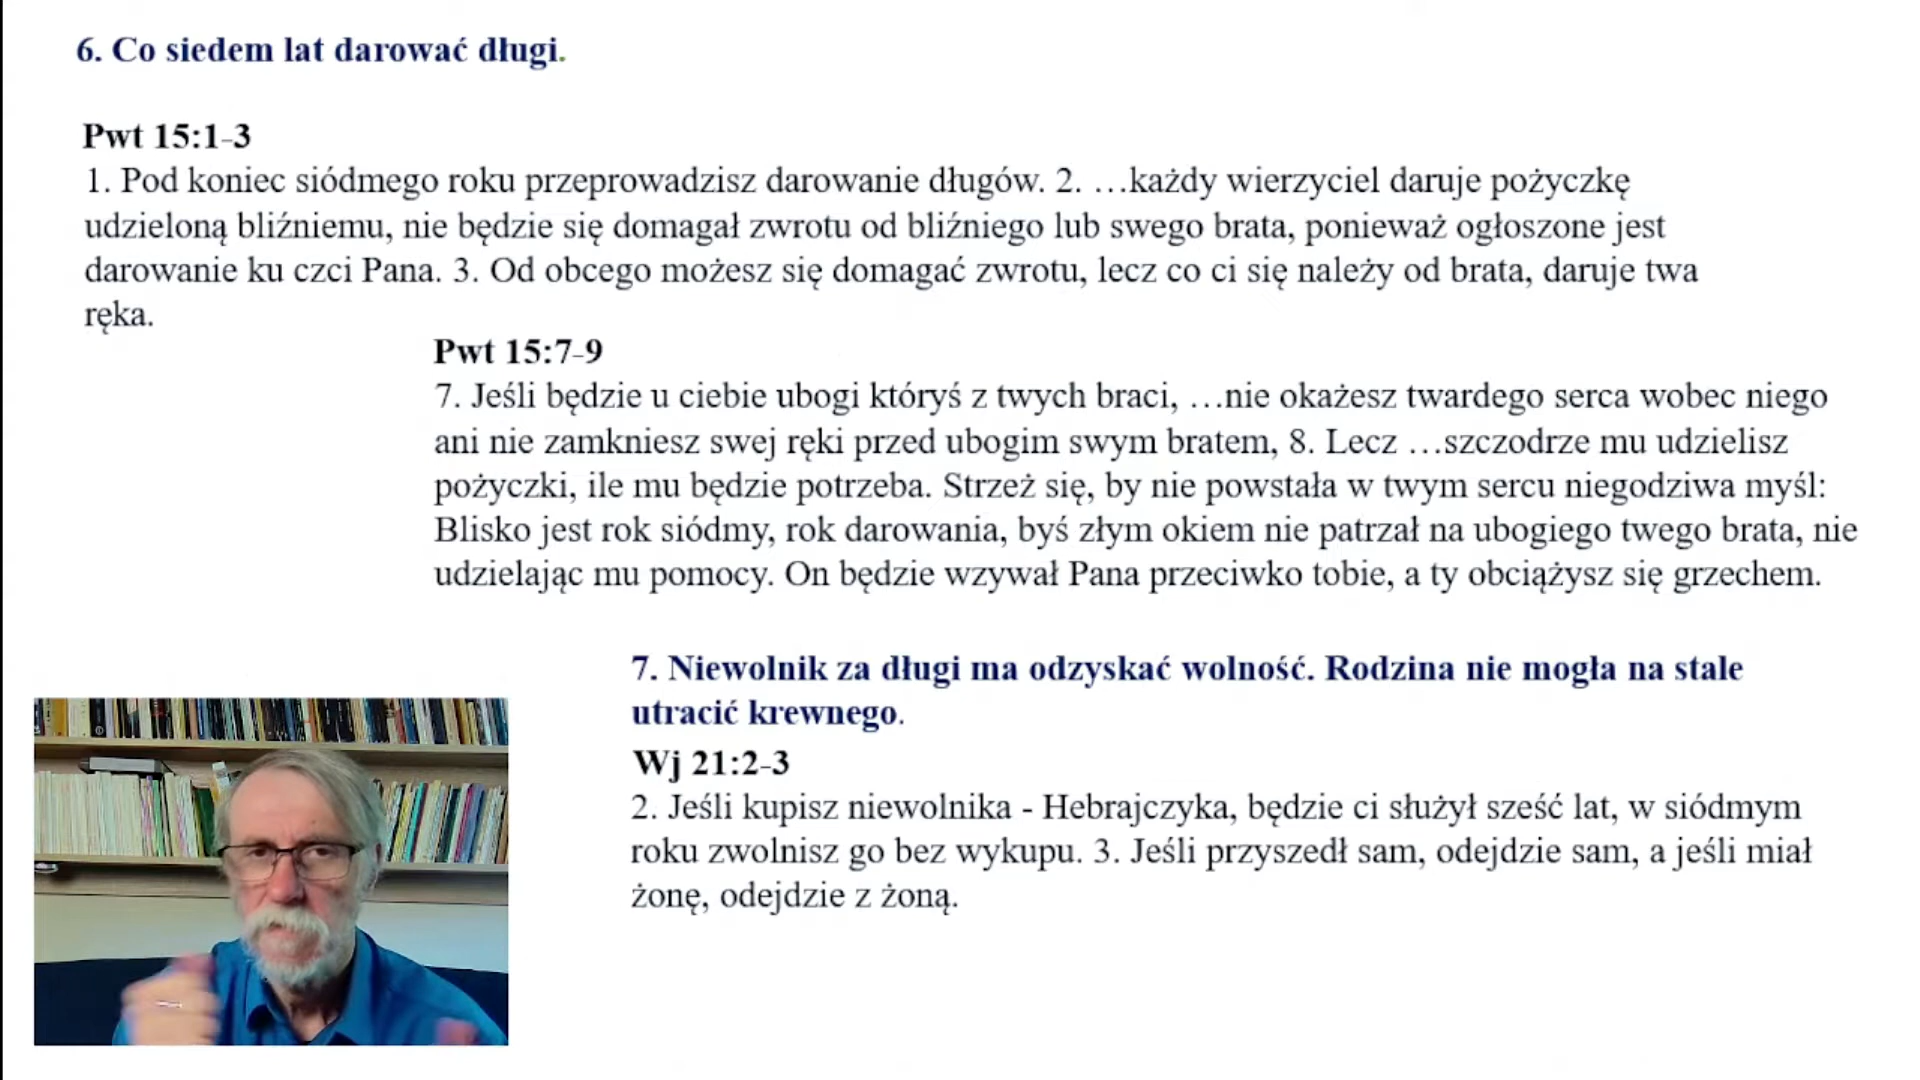 6. Co siedem lat darować długi.
Pwt 15:1-3
1. Pod koniec siódmego roku przeprowadzisz darowanie długów. 2. …każdy wierzyciel daruje pożyczkę
udzieloną bliźniemu, nie będzie się domagał zwrotu od bliźniego lub swego brata, ponieważ ogłoszone jest
darowanie ku czci Pana. 3. Od obcego możesz się domagać zwrotu, lecz co ci się należy od brata, daruje twa
ręka.
Pwt 15:7-9
7. Jeśli będzie u ciebie ubogi któryś z twych braci, …nie okażesz twardego serca wobec niego
ani nie zamkniesz swej ręki przed ubogim swym bratem, 8. Lecz …szczodrze mu udzielisz
pożyczki, ile mu będzie potrzeba. Strzeż się, by nie powstała w twym sercu niegodziwa myśl:
Blisko jest rok siódmy, rok darowania, byś złym okiem nie patrzał na ubogiego twego brata, nie
udzielając mu pomocy. On będzie wzywał Pana przeciwko tobie, a ty obciążysz się grzechem.
7. Niewolnik za długi ma odzyskać wolność. Rodzina nie mogła na stale
utracić krewnego.
Wj 21:2-3
2. Jeśli kupisz niewolnika - Hebrajczyka, będzie ci służył sześć lat, w siódmym
roku zwolnisz go bez wykupu. 3. Jeśli przyszedł sam, odejdzie sam, a jeśli miał
żonę, odejdzie z żoną.